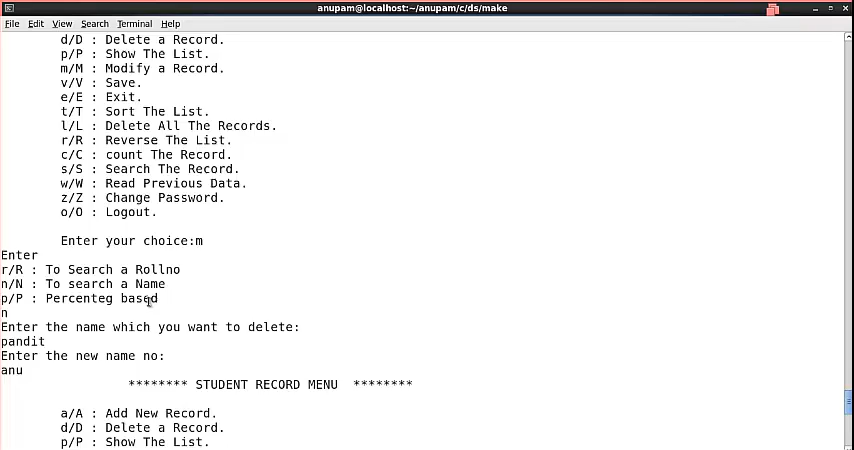 anupam@localhost:~/anupam/c/ds/make
File Edit View Search Terminal Help
d/D : Delete a Record.
p/P : Show The List.
m/M : Modify a Record.
v/V : Save.
e/E : Exit.
t/T : Sort The List.
l/L : Delete All The Records.
r/R : Reverse The List.
c/C : count The Record.
s/S : Search The Record.
w/W : Read Previous Data.
z/Z : Change Password.
o/O : Logout.
Enter your choice:m
Enter
r/R : To Search a Rollno
n/N : To search a Name
p/P : Percenteg based
n
Enter the name which you want to delete:
pandit
Enter the new name no:
anu
******** STUDENT RECORD MENU ********
a/A : Add New Record.
d/D : Delete a Record.
p/P : Show The List.